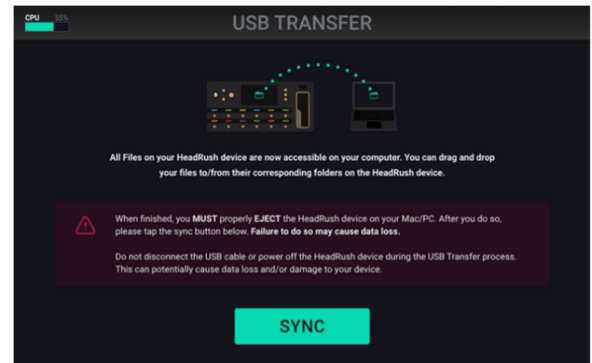 CPU 55%
USB TRANSFER
All Files on your HeadRush device are now accessible on your computer. You can drag and drop
your files to/from their corresponding folders on the HeadRush device.
When finished, you MUST properly EJECT the HeadRush device on your Mac/PC. After you do so,
please tap the sync button below. Failure to do so may cause data loss.
Do not disconnect the USB cable or power off the HeadRush device during the USB Transfer process.
This can potentially cause data loss and/or damage to your device.
SYNC